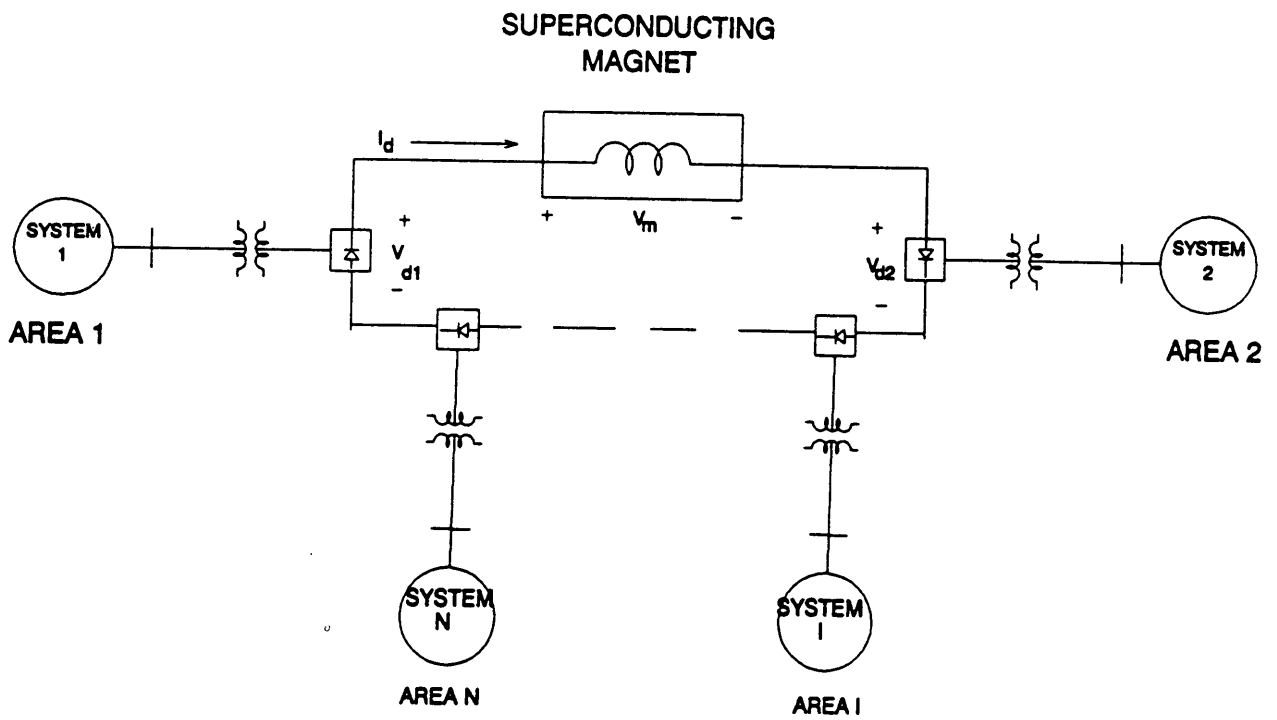 SUPERCONDUCTING
MAGNET
I_d
+ V_m -
SYSTEM
1
+
V_d1
-
+
V_d2
-
SYSTEM
2
AREA 1
AREA 2
SYSTEM
N
SYSTEM
I
AREA N
AREA I